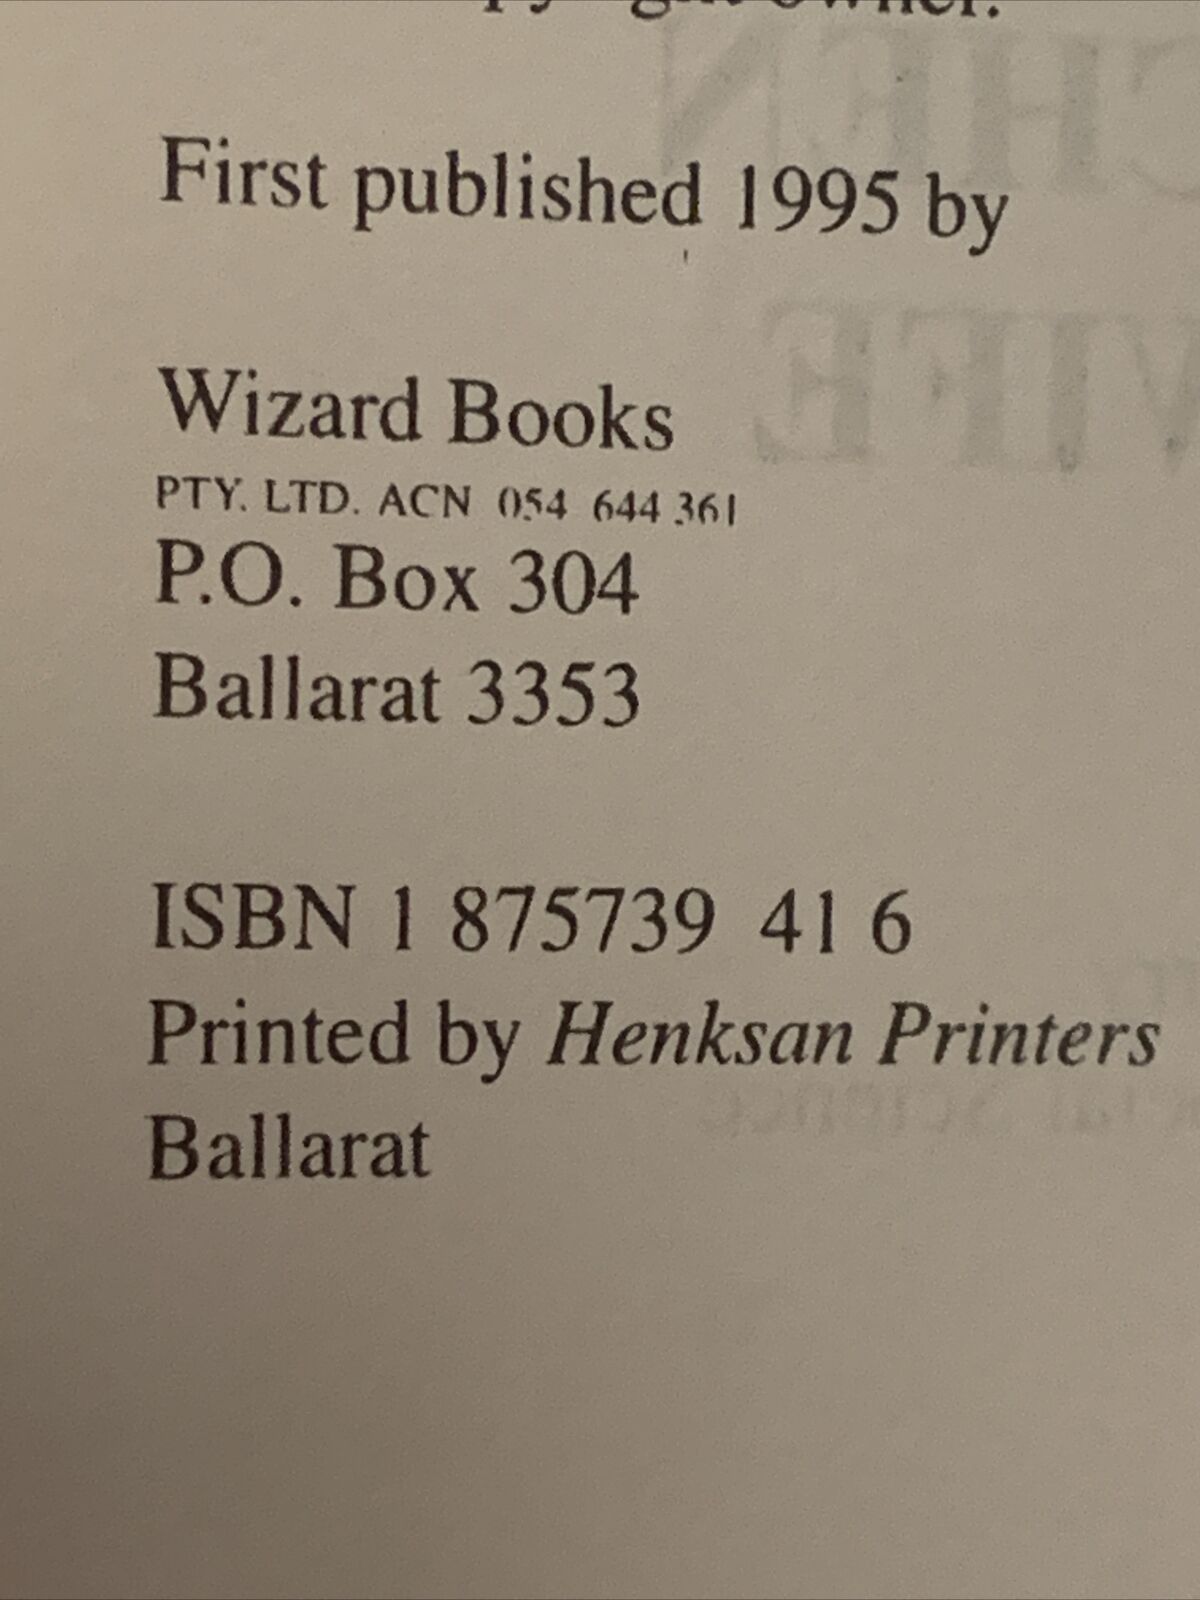 owner.
First published 1995 by
Wizard Books
PTY. LTD. ACN 054 644 361
P.O. Box 304
Ballarat 3353
ISBN 1 875739 41 6
Printed by Henksan Printers
Ballarat